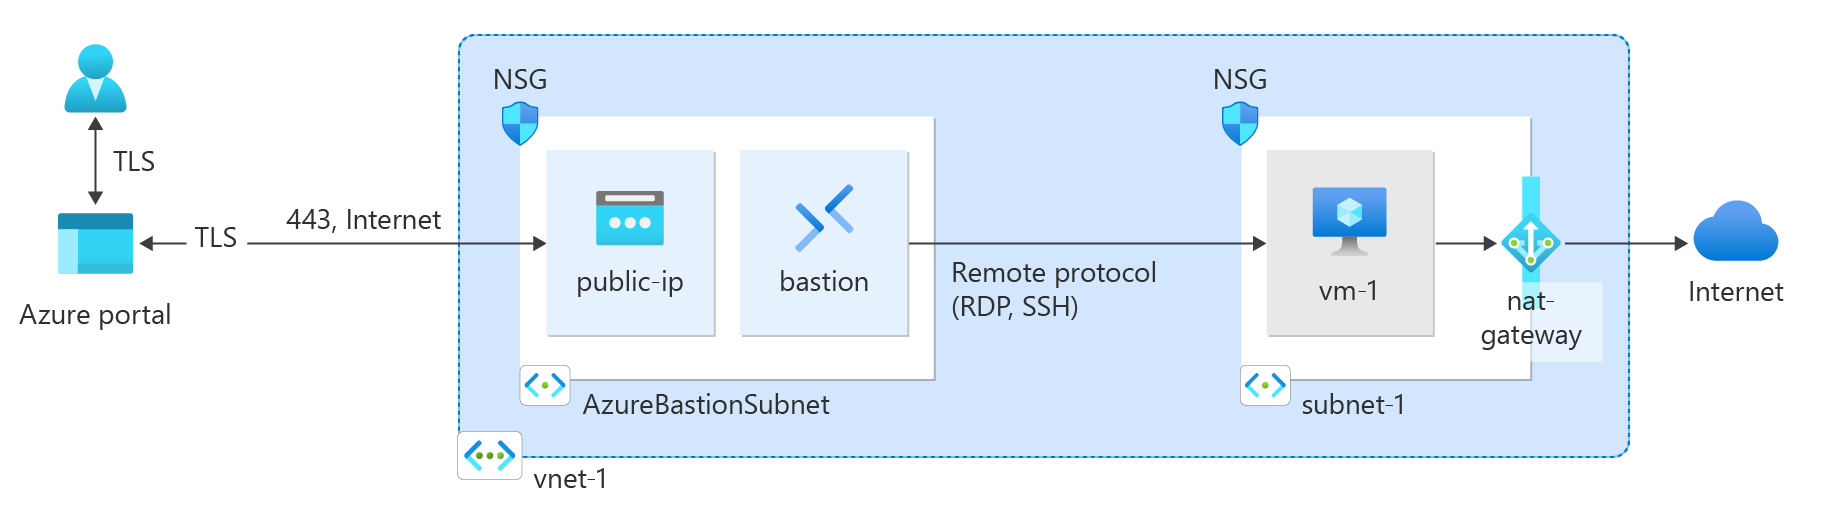 NSG
NSG
TLS
TLS
443, Internet
public-ip
bastion
Remote protocol
(RDP, SSH)
vm-1
nat-
gateway
Internet
Azure portal
AzureBastionSubnet
subnet-1
vnet-1